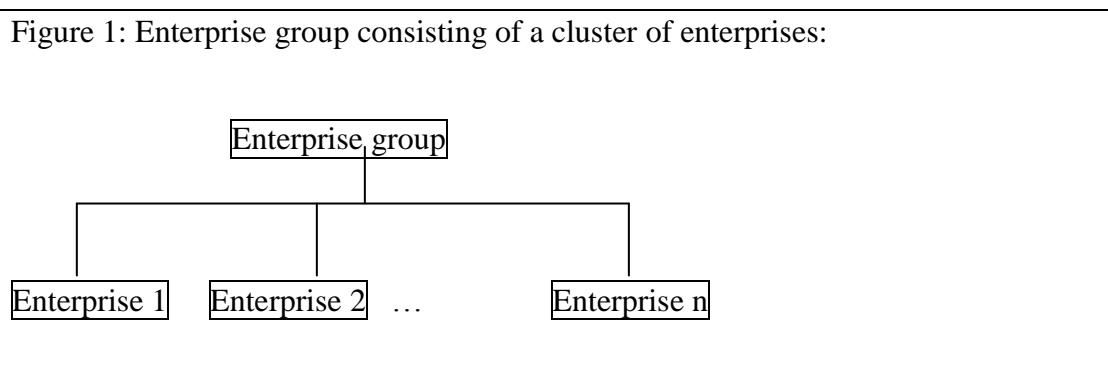 Figure 1: Enterprise group consisting of a cluster of enterprises:
Enterprise group
Enterprise 1 Enterprise 2 … Enterprise n